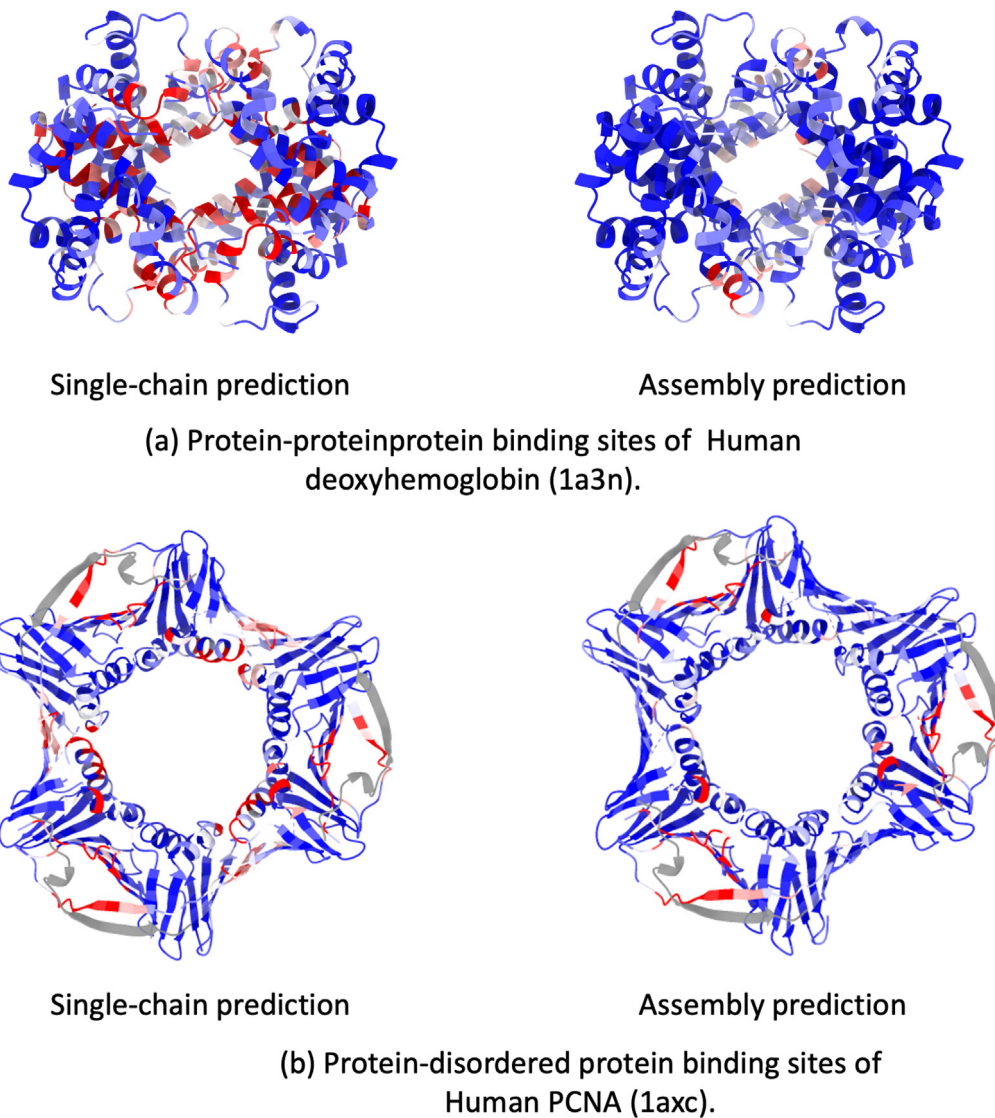 Single-chain prediction
Assembly prediction
(a) Protein-proteinprotein binding sites of Human
deoxyhemoglobin (1a3n).
Single-chain prediction
Assembly prediction
(b) Protein-disordered protein binding sites of
Human PCNA (1axc).